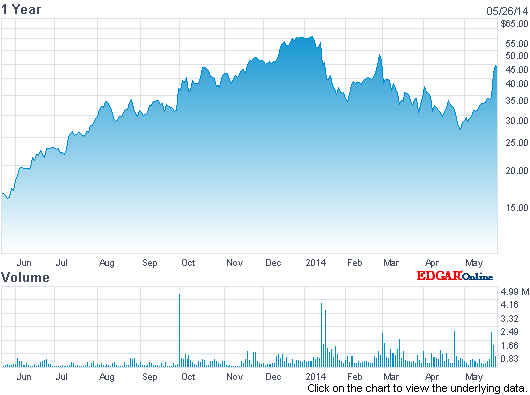 1 Year
05/26/14
$65.00
55.00
50.00
45.00
40.00
35.00
30.00
25.00
20.00
15.00
Jun Jul Aug Sep Oct Nov Dec 2014 Feb Mar Apr May
EDGAR Online
Volume
4.99 M
4.16
3.32
2.49
1.66
0.83
Jun Jul Aug Sep Oct Nov Dec 2014 Feb Mar Apr May
Click on the chart to view the underlying data.